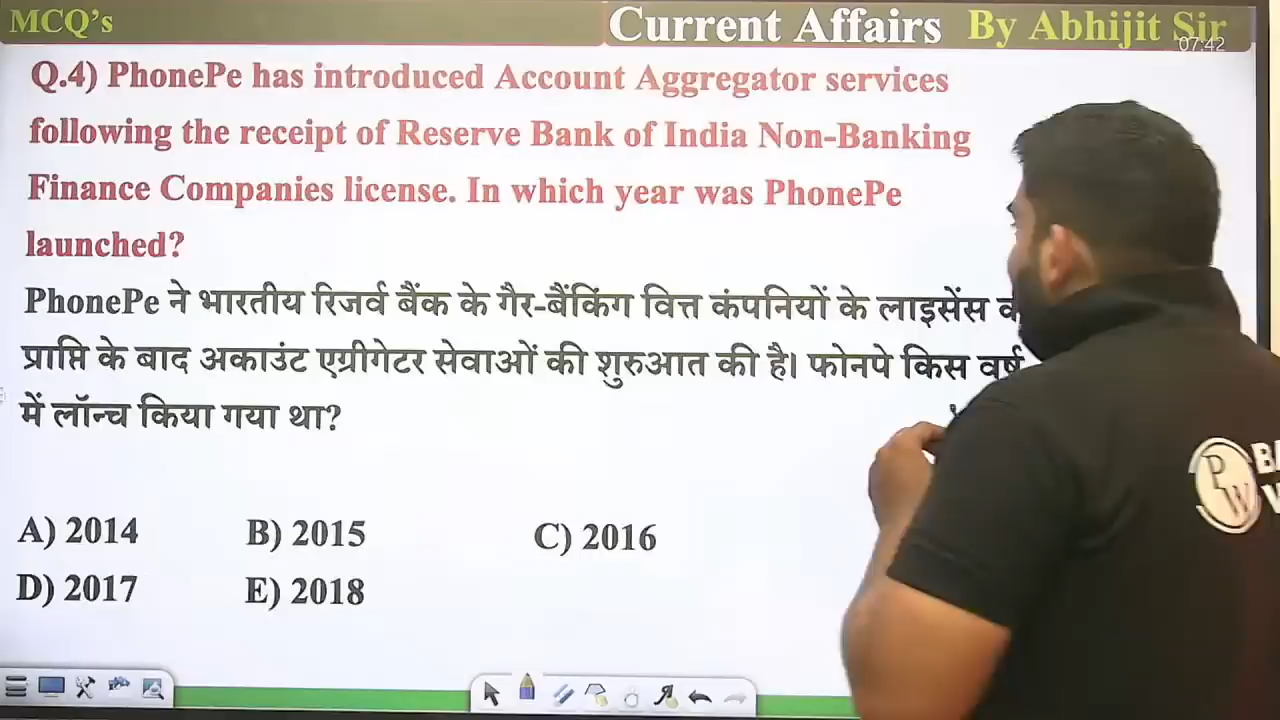 MCQ’s
Current Affairs By Abhijit Sir
07:42
Q.4) PhonePe has introduced Account Aggregator services
following the receipt of Reserve Bank of India Non-Banking
Finance Companies license. In which year was PhonePe
launched?
PhonePe ने भारतीय रिजर्व बैंक के गैर-बैंकिंग वित्त कंपनियों के लाइसेंस
प्राप्ति के बाद अकाउंट एग्रीगेटर सेवाओं की शुरुआत की है। फोनपे किस वर्ष
में लॉन्च किया गया था?
A) 2014 B) 2015 C) 2016
D) 2017 E) 2018
PW